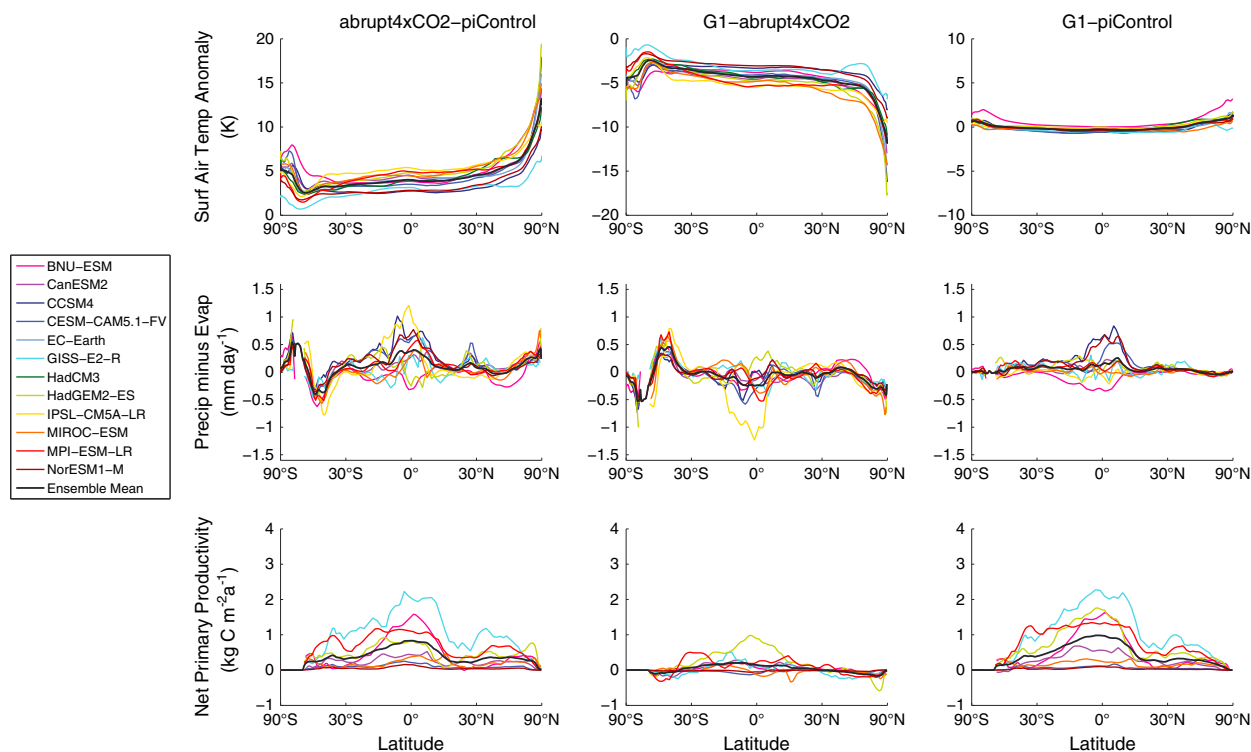 abrupt4xCO2−piControl
G1−abrupt4xCO2
G1−piControl
Surf Air Temp Anomaly
(K)
20
15
10
5
0
90°S 30°S 0° 30°N 90°N
0
−5
−10
−15
−20
90°S 30°S 0° 30°N 90°N
10
5
0
−5
−10
90°S 30°S 0° 30°N 90°N
BNU−ESM
CanESM2
CCSM4
CESM−CAM5.1−FV
EC−Earth
GISS−E2−R
HadCM3
HadGEM2−ES
IPSL−CM5A−LR
MIROC−ESM
MPI−ESM−LR
NorESM1−M
Ensemble Mean
Precip minus Evap
(mm day-1)
1.5
1
0.5
0
−0.5
−1
−1.5
90°S 30°S 0° 30°N 90°N
1.5
1
0.5
0
−0.5
−1
−1.5
90°S 30°S 0° 30°N 90°N
1.5
1
0.5
0
−0.5
−1
−1.5
90°S 30°S 0° 30°N 90°N
Net Primary Productivity
(kg C m-2a-1)
4
3
2
1
0
−1
90°S 30°S 0° 30°N 90°N
Latitude
4
3
2
1
0
−1
90°S 30°S 0° 30°N 90°N
Latitude
4
3
2
1
0
−1
90°S 30°S 0° 30°N 90°N
Latitude